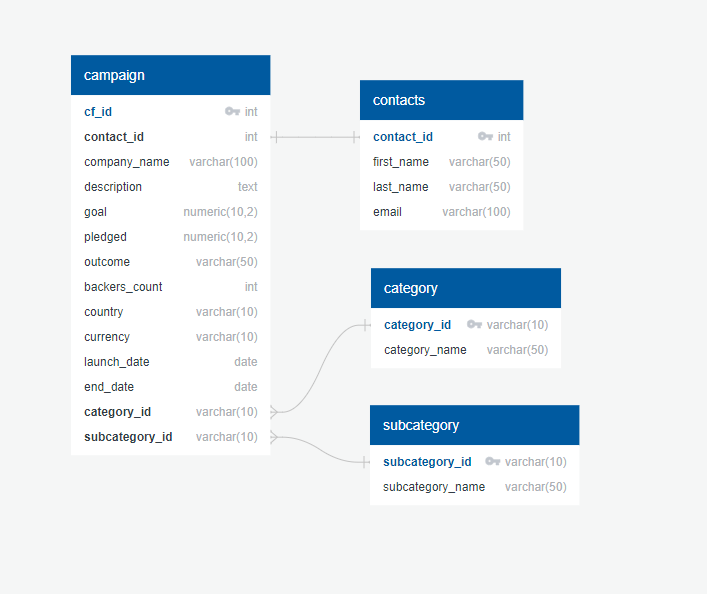 campaign
cf_id int
contact_id int
company_name varchar(100)
description text
goal numeric(10,2)
pledged numeric(10,2)
outcome varchar(50)
backers_count int
country varchar(10)
currency varchar(10)
launch_date date
end_date date
category_id varchar(10)
subcategory_id varchar(10)
contacts
contact_id int
first_name varchar(50)
last_name varchar(50)
email varchar(100)
category
category_id varchar(10)
category_name varchar(50)
subcategory
subcategory_id varchar(10)
subcategory_name varchar(50)